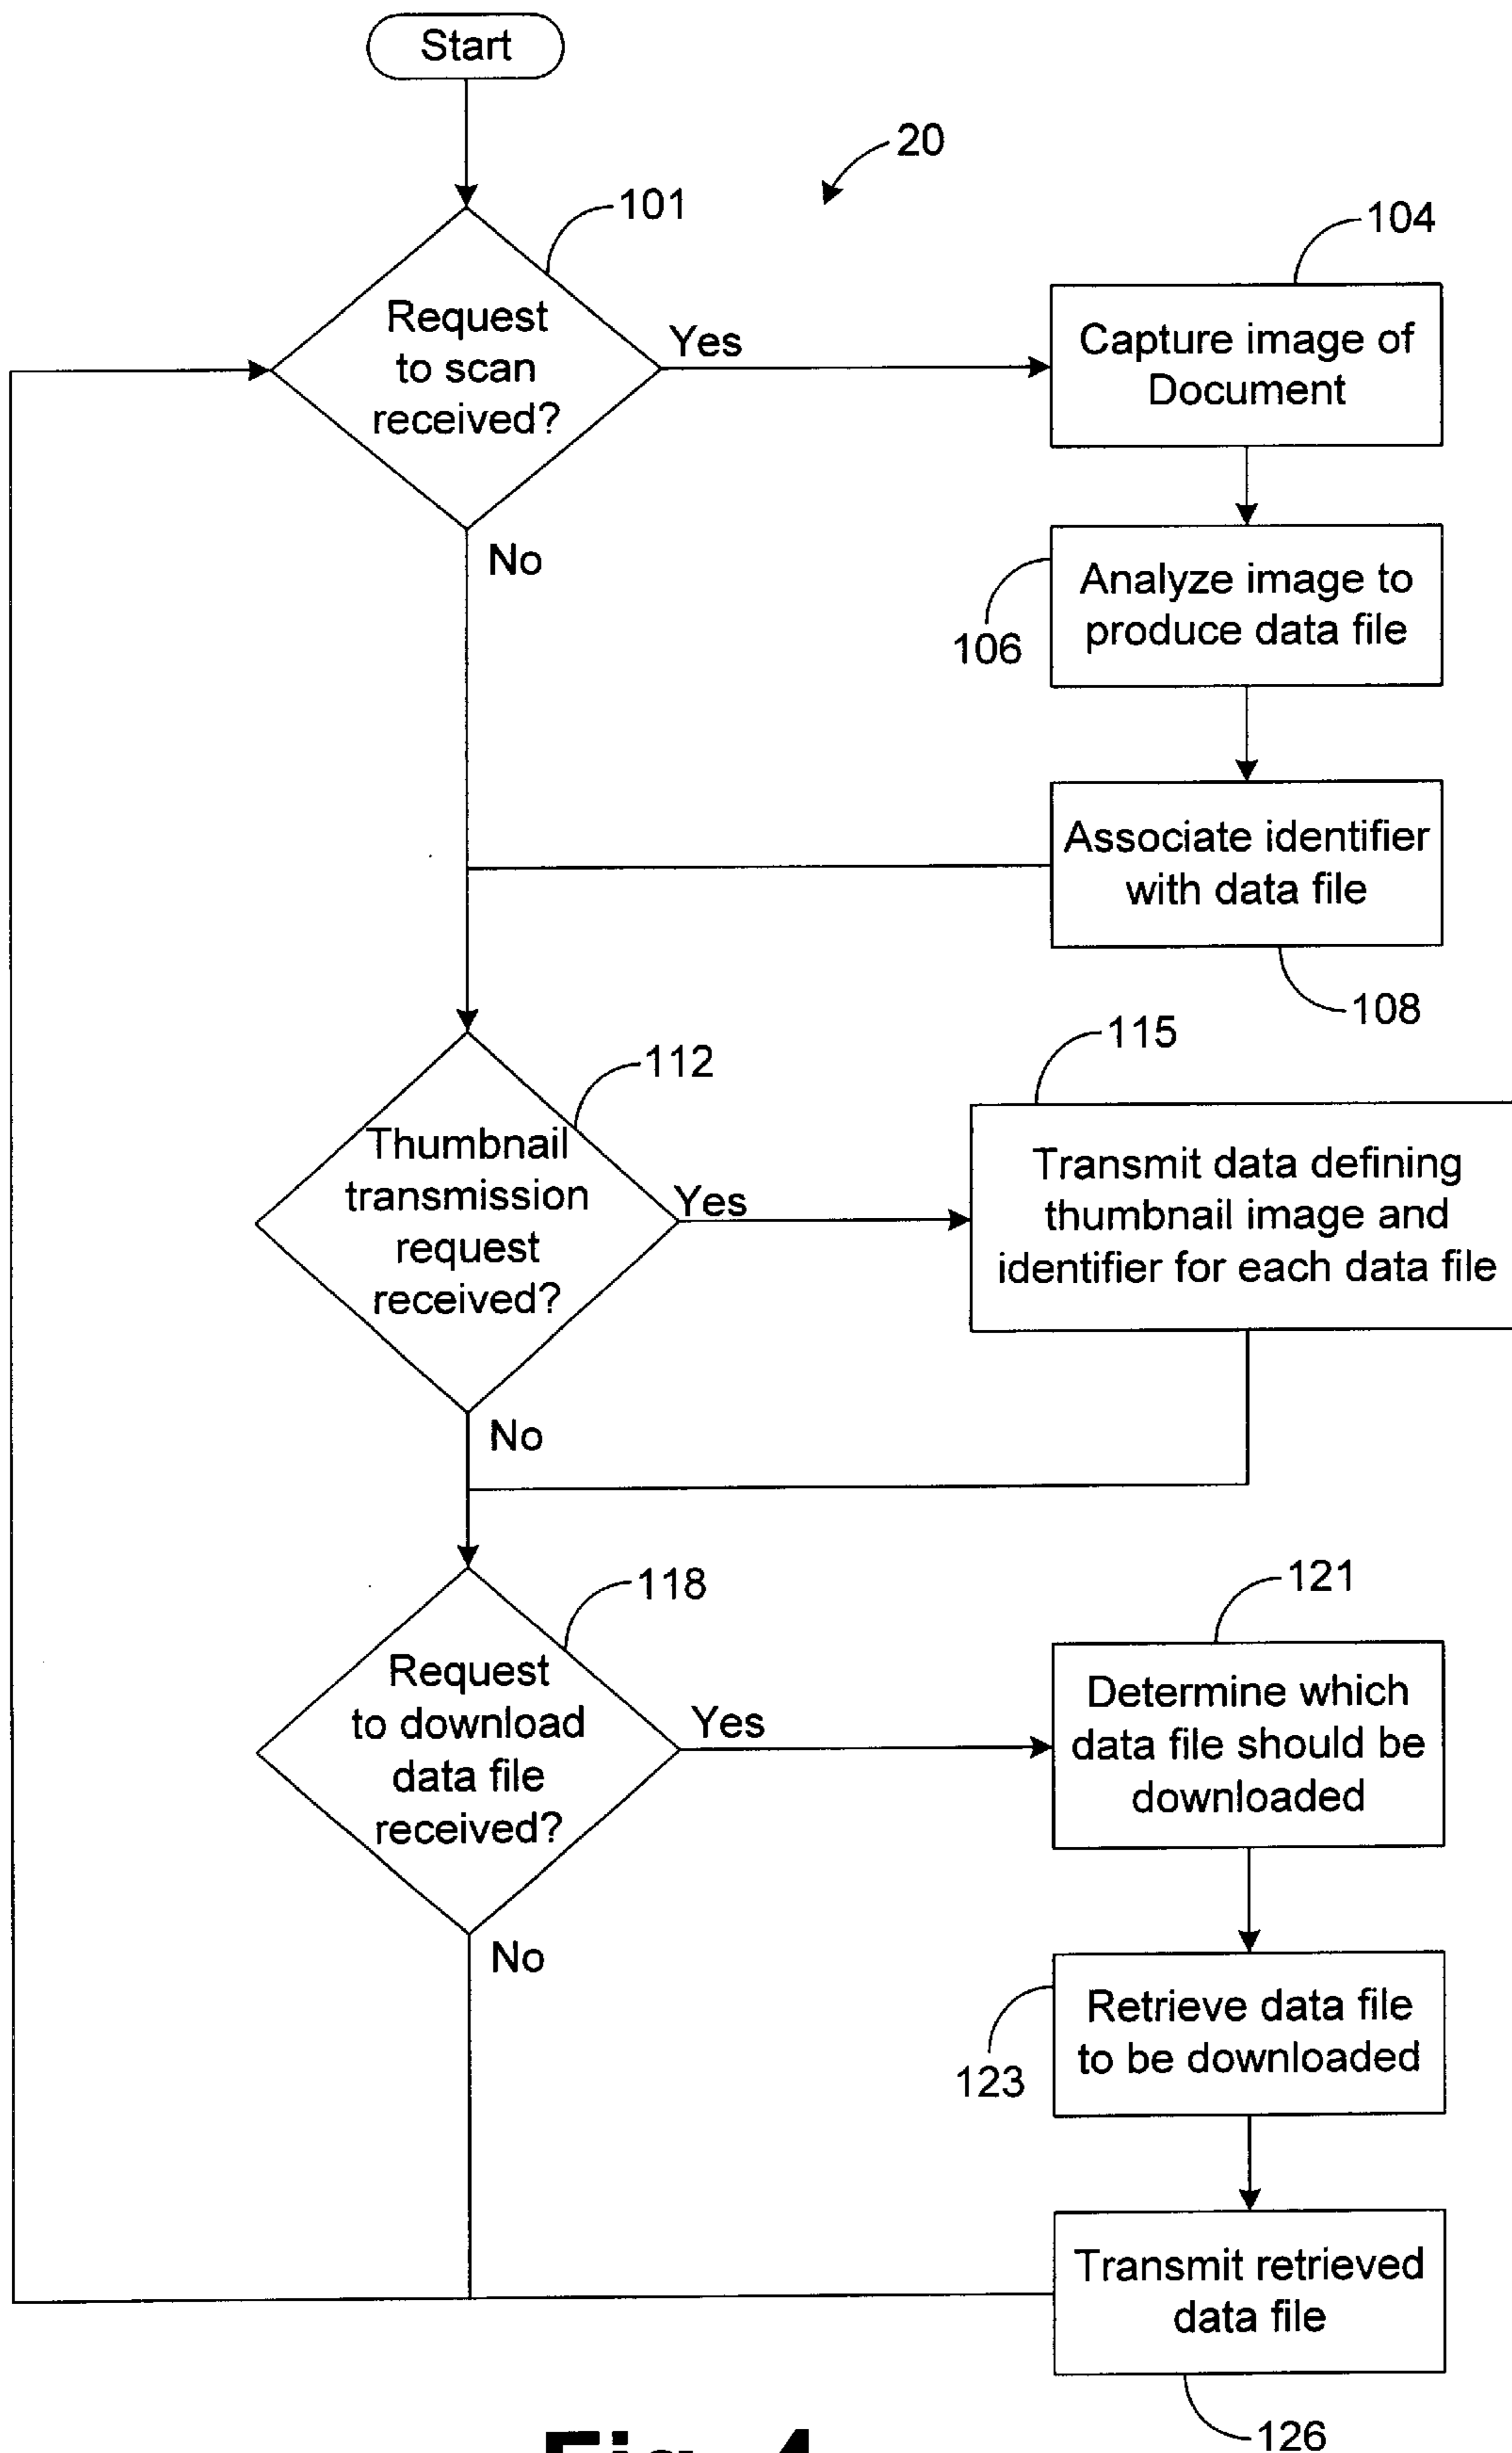 Start
20
101
Request
to scan
received?
Yes
No
104
Capture image of
Document
106
Analyze image to
produce data file
Associate identifier
with data file
108
112
Thumbnail
transmission
request
received?
Yes
No
115
Transmit data defining
thumbnail image and
identifier for each data file
118
Request
to download
data file
received?
Yes
No
121
Determine which
data file should be
downloaded
123
Retrieve data file
to be downloaded
Transmit retrieved
data file
126